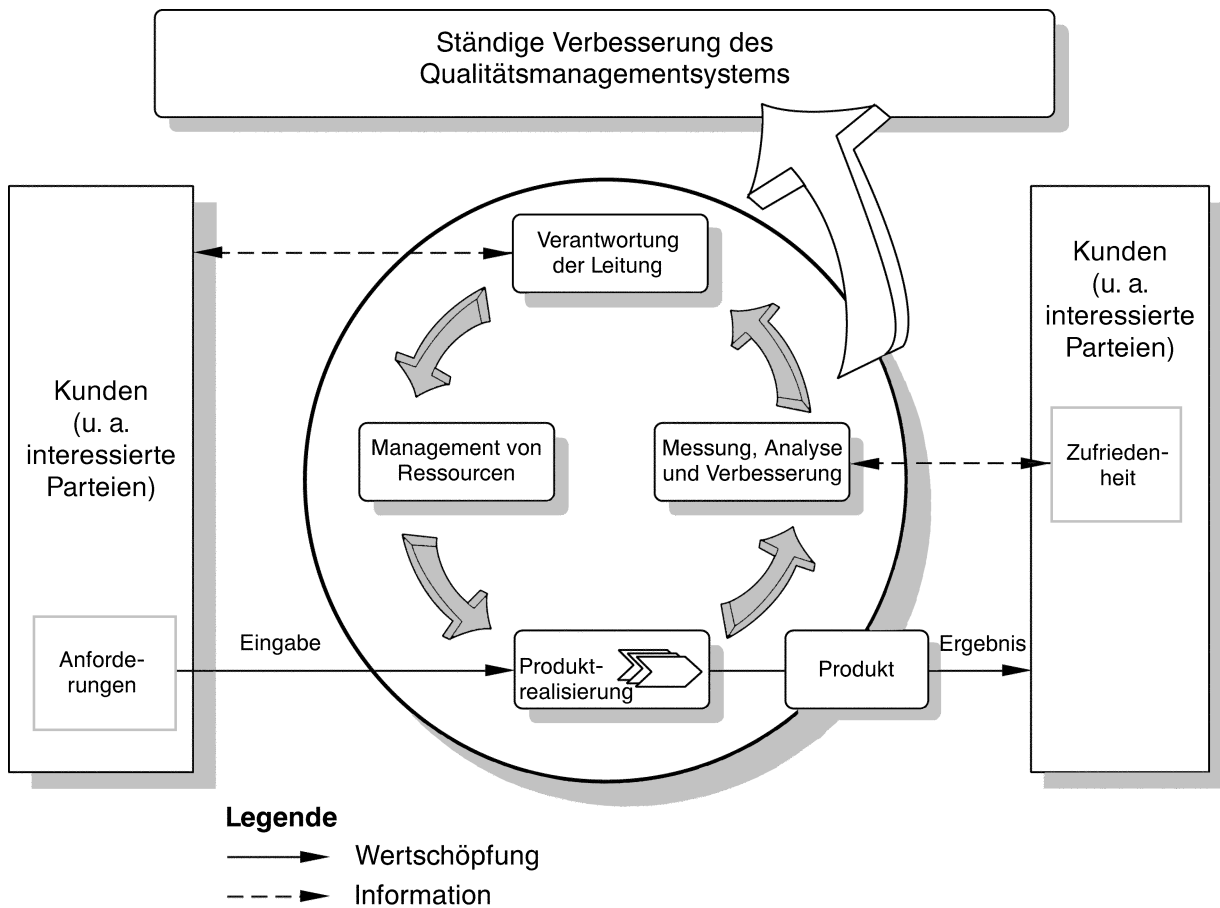 Ständige Verbesserung des
Qualitätsmanagementsystems
Kunden
(u. a.
interessierte
Parteien)
Anforde-
rungen
Eingabe
Verantwortung
der Leitung
Management von
Ressourcen
Messung, Analyse
und Verbesserung
Produkt-
realisierung
Produkt
Ergebnis
Kunden
(u. a.
interessierte
Parteien)
Zufrieden-
heit
Legende
Wertschöpfung
Information